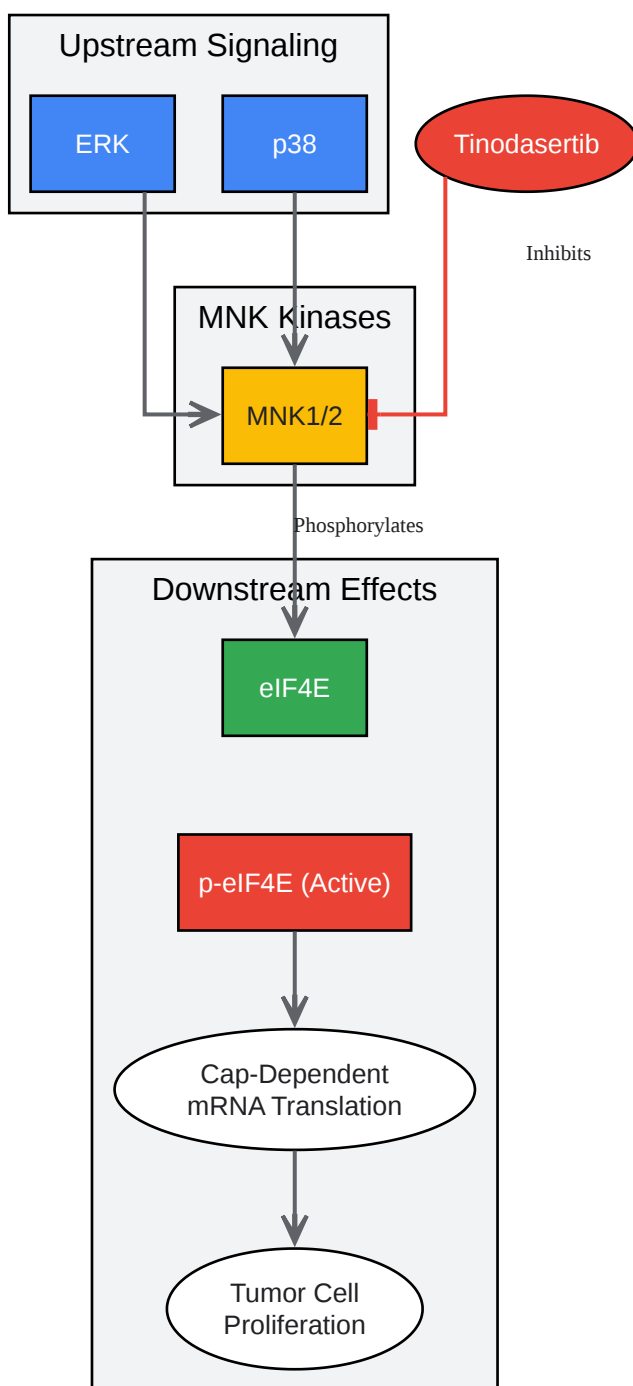 Upstream Signaling
ERK
p38
Tinodasertib
Inhibits
MNK Kinases
MNK1/2
Phosphorylates
Downstream Effects
eIF4E
p-eIF4E (Active)
Cap-Dependent
mRNA Translation
Tumor Cell
Proliferation